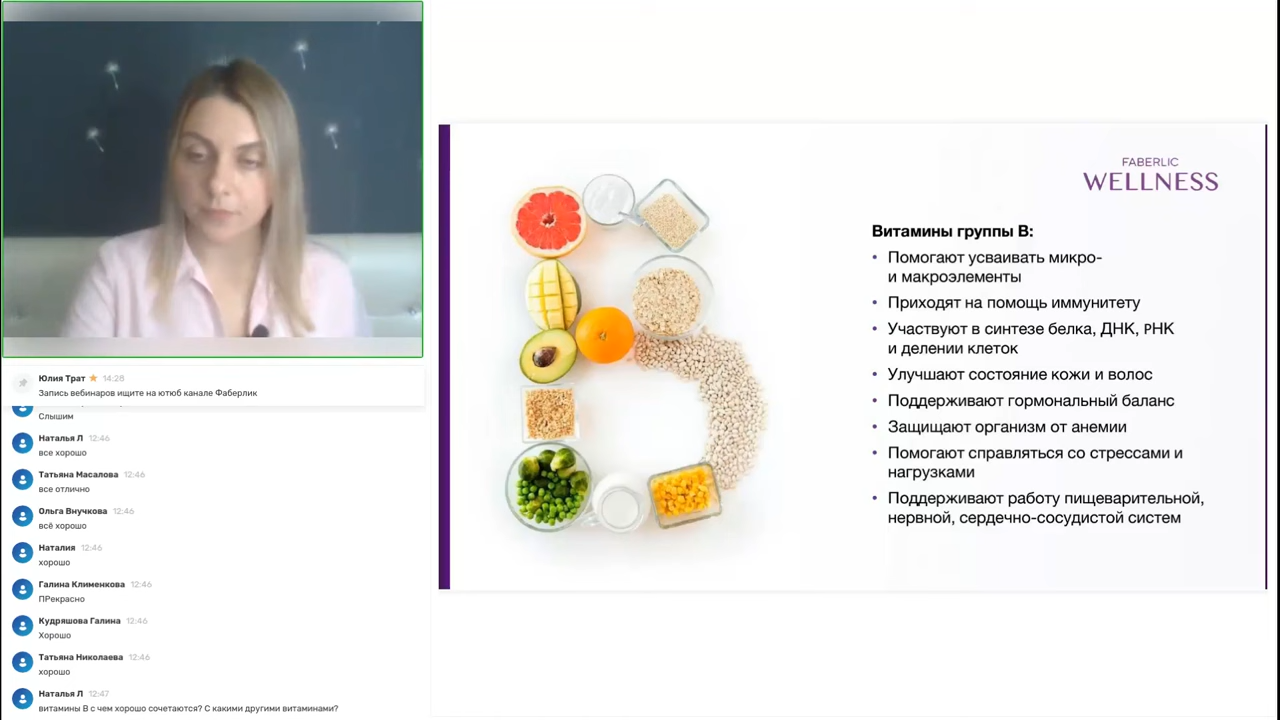 Юлия Трат 14:28
Запись вебинаров ищите на ютюб канале Фаберлик
Слышим
Наталья Л 12:46
все хорошо
Татьяна Масалова 12:46
все отлично
Ольга Внучкова 12:46
всё хорошо
Наталия 12:46
хорошо
Галина Клименкова 12:46
ПРекрасно
Кудряшова Галина 12:46
Хорошо
Татьяна Николаева 12:46
хорошо
Наталья Л 12:47
витамины В с чем хорошо сочетаются? С какими другими витаминами?
FABERLIC
WELLNESS
Витамины группы В:
• Помогают усваивать микро-
и макроэлементы
• Приходят на помощь иммунитету
• Участвуют в синтезе белка, ДНК, РНК
и делении клеток
• Улучшают состояние кожи и волос
• Поддерживают гормональный баланс
• Защищают организм от анемии
• Помогают справляться со стрессами и
нагрузками
• Поддерживают работу пищеварительной,
нервной, сердечно-сосудистой систем